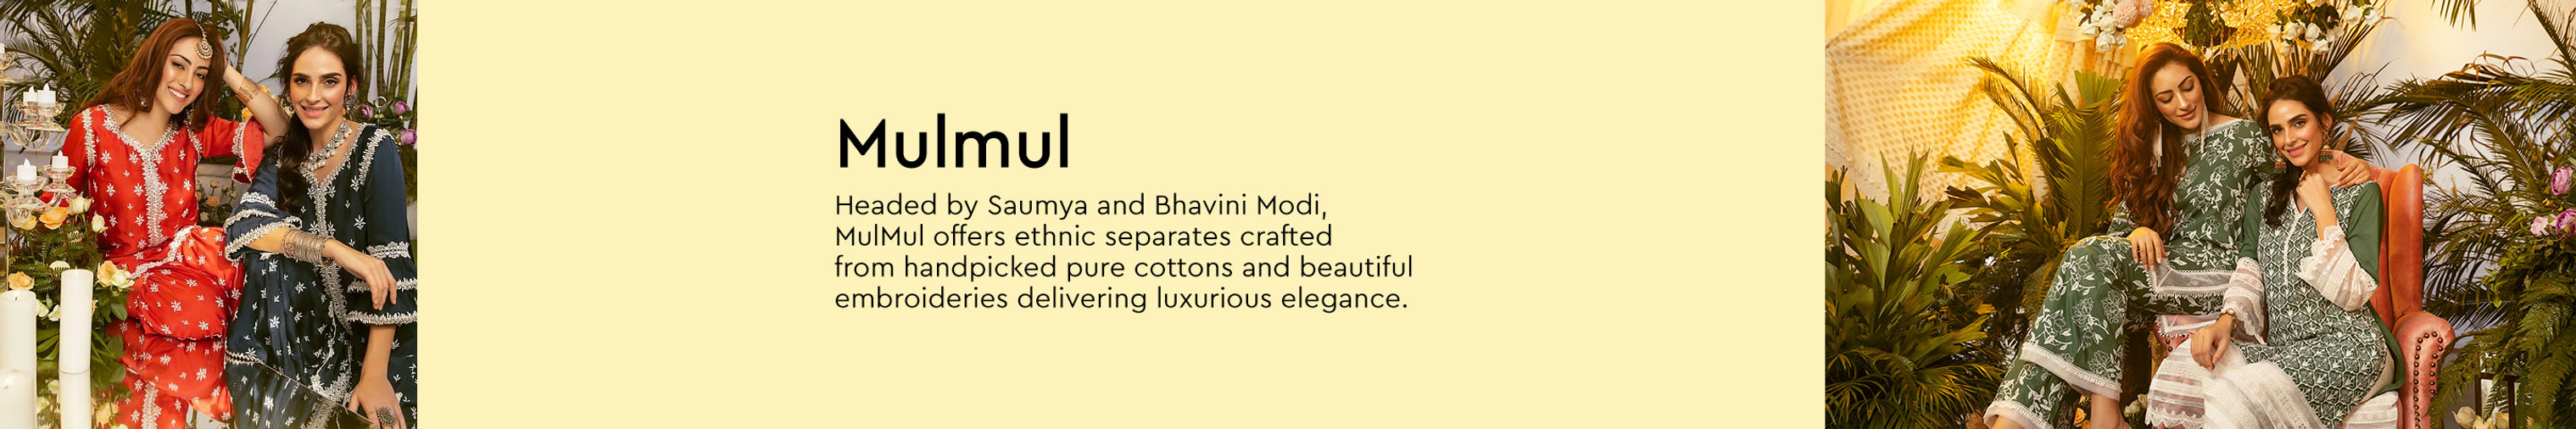 Mulmul
Headed by Saumya and Bhavini Modi,
MulMul offers ethnic separates crafted
from handpicked pure cottons and beautiful
embroideries delivering luxurious elegance.